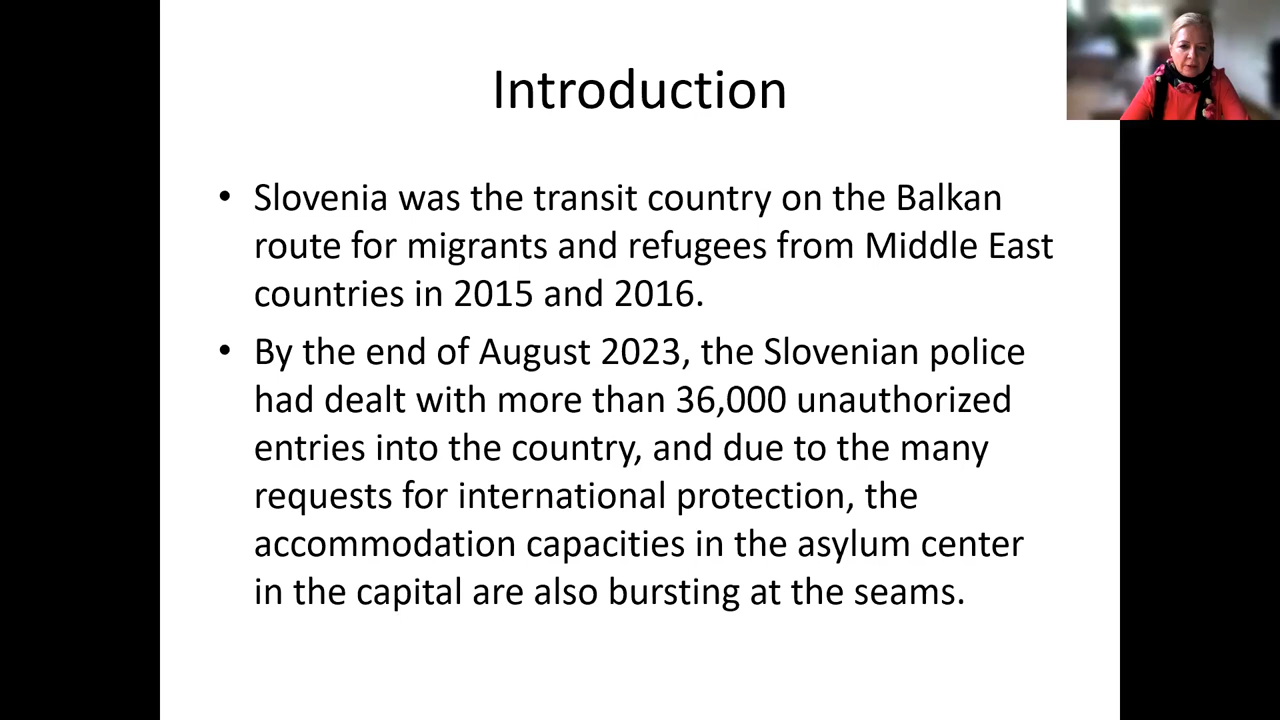 Introduction
• Slovenia was the transit country on the Balkan
route for migrants and refugees from Middle East
countries in 2015 and 2016.
• By the end of August 2023, the Slovenian police
had dealt with more than 36,000 unauthorized
entries into the country, and due to the many
requests for international protection, the
accommodation capacities in the asylum center
in the capital are also bursting at the seams.